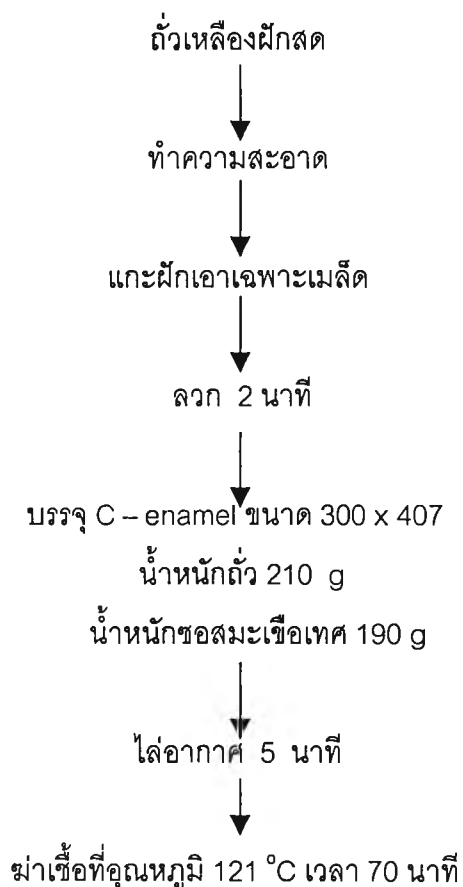 ถั่วเหลืองฝักสด
ทำความสะอาด
แกะฝักเอาเฉพาะเมล็ด
ลวก 2 นาที
บรรจุ C – enamel ขนาด 300 x 407
น้ำหนักถั่ว 210 g
น้ำหนักซอสมะเขือเทศ 190 g
ไล่อากาศ 5 นาที
ฆ่าเชื้อที่อุณหภูมิ 121 °C เวลา 70 นาที